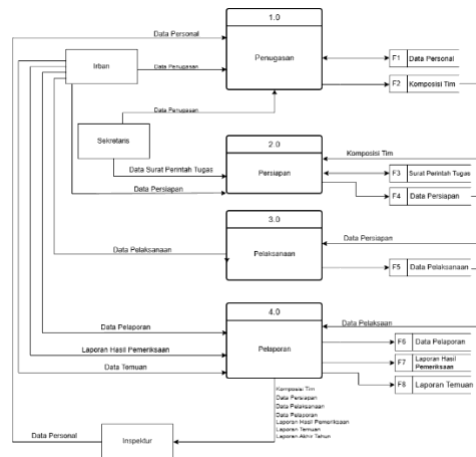 1.0
Data Personal
Penugasan
F1 Data Personal
Irban
Data Penugasan
F2 Komposisi Tim
Data Penugasan
Sekretaris
2.0
Komposisi Tim
Data Surat Perintah Tugas
Persiapan
F3 Surat Perintah Tugas
Data Persiapan
F4 Data Persiapan
3.0
Data Persiapan
Data Pelaksanaan
Pelaksanaan
F5 Data Pelaksanaan
4.0
Data Pelaksaan
Data Pelaporan
F6 Data Pelaporan
Laporan Hasil Pemeriksaan
Pelaporan
F7 Laporan Hasil
Pemeriksaan
Data Temuan
F8 Laporan Temuan
Komposisi Tim
Data Persiapan
Data Pelaksanaan
Data Pelaporan
Laporan Hasil Pemeriksaan
Laporan Temuan
Laporan Akhir Tahun
Data Personal
Inspektur